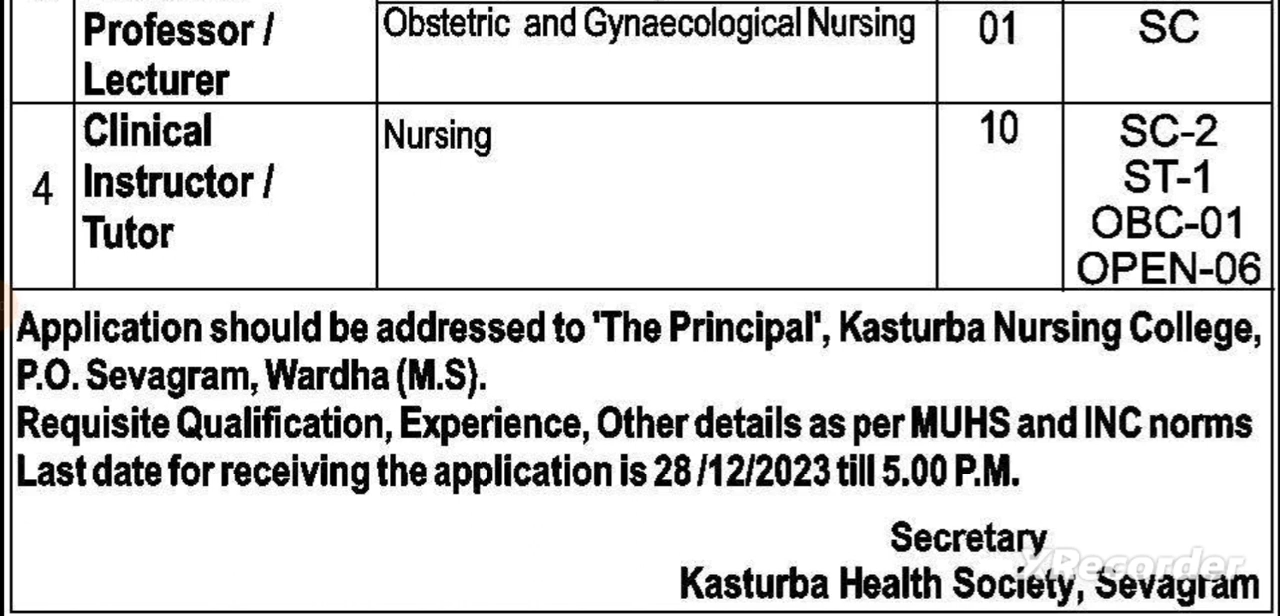 Professor / Obstetric and Gynaecological Nursing 01 SC
Lecturer
4 Clinical Instructor / Tutor Nursing 10 SC-2
ST-1
OBC-01
OPEN-06
Application should be addressed to 'The Principal', Kasturba Nursing College,
P.O. Sevagram, Wardha (M.S).
Requisite Qualification, Experience, Other details as per MUHS and INC norms
Last date for receiving the application is 28 /12/2023 till 5.00 P.M.
Secretary
Kasturba Health Society, Sevagram
XRecorder